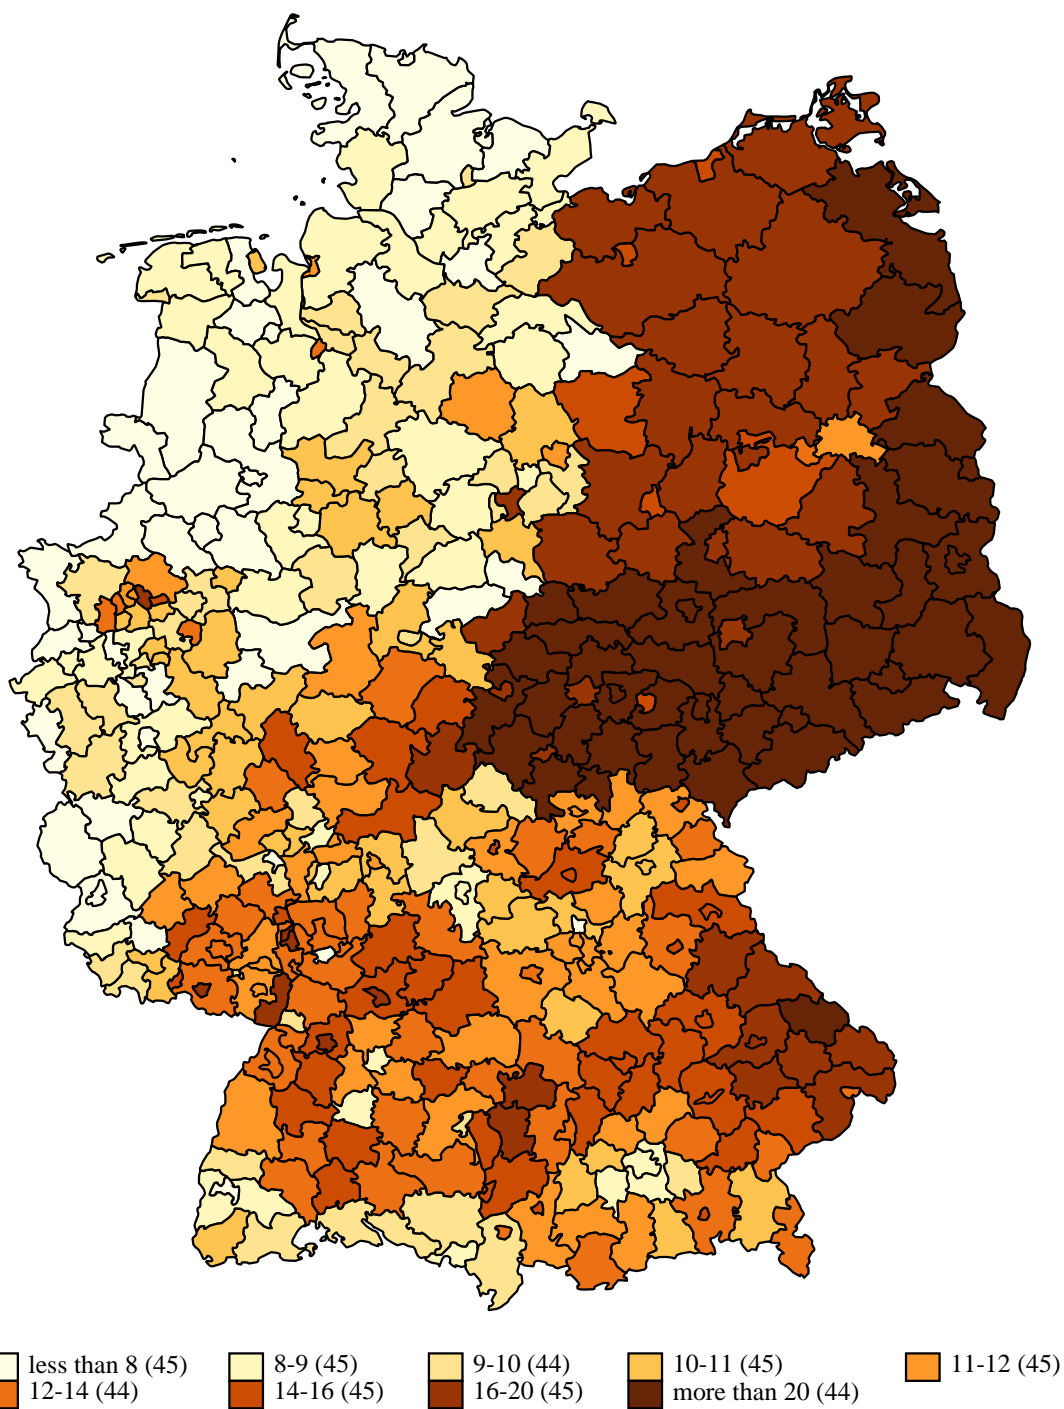 less than 8 (45) 8-9 (45) 9-10 (44) 10-11 (45) 11-12 (45)
12-14 (44) 14-16 (45) 16-20 (45) more than 20 (44)